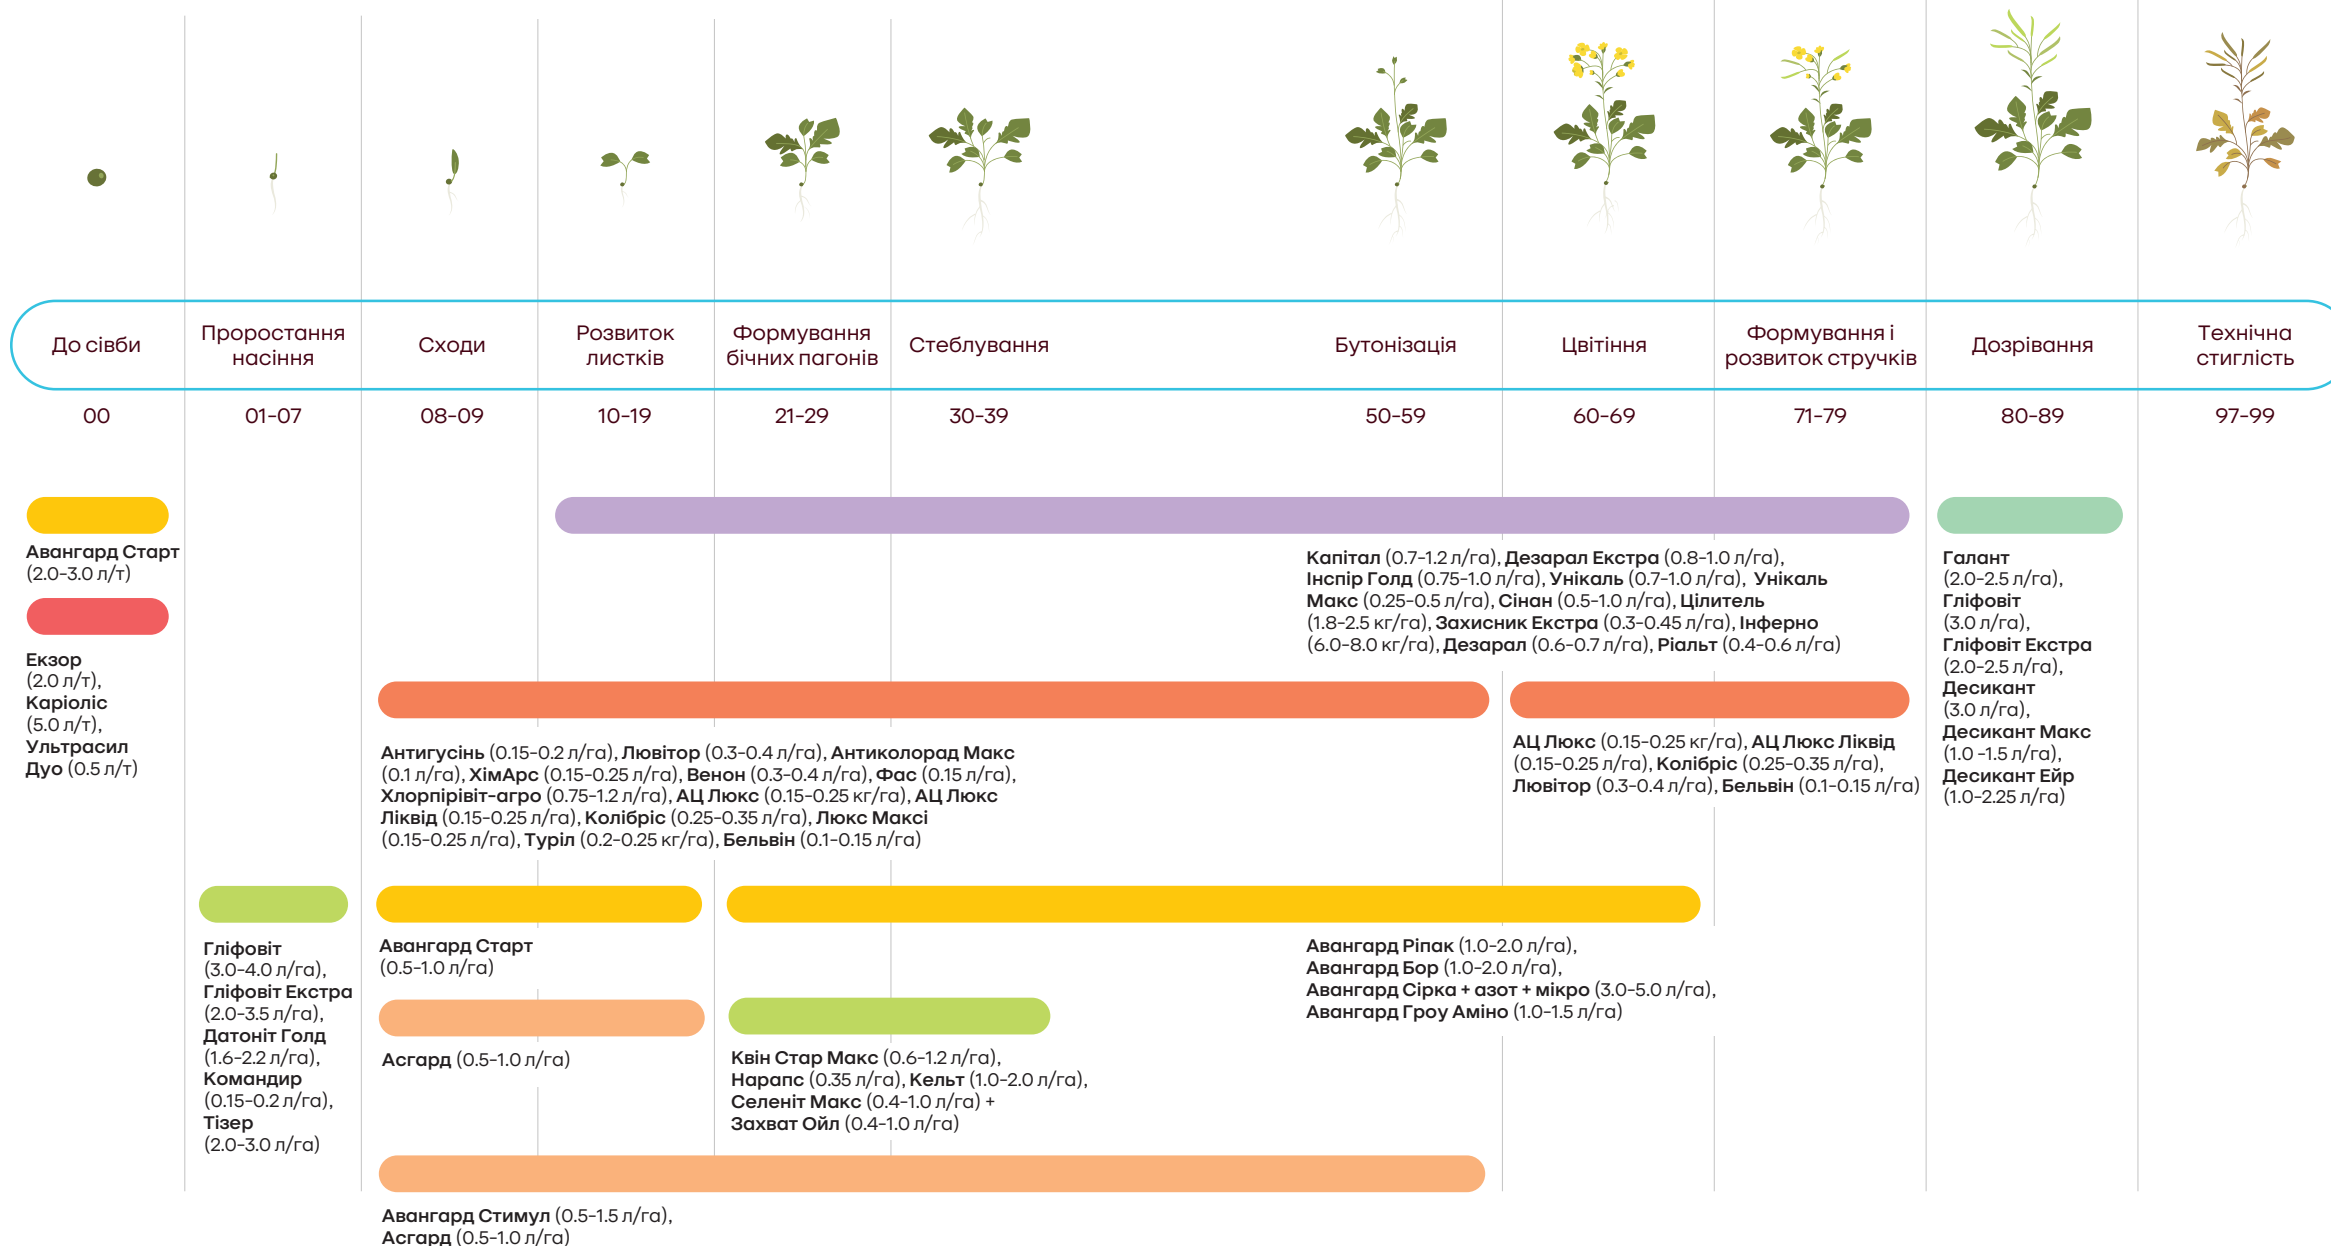 До сівби
Проростання
насіння
Сходи
Розвиток
листків
Формування
бічних пагонів
Стеблування
Бутонізація
Цвітіння
Формування і
розвиток стручків
Дозрівання
Технічна
стиглість
00
01-07
08-09
10-19
21-29
30-39
50-59
60-69
71-79
80-89
97-99
Авангард Старт
(2.0-3.0 л/т)
Екзор
(2.0 л/т),
Каріоліс
(5.0 л/т),
Ультрасил
Дуо (0.5 л/т)
Капітал (0.7-1.2 л/га), Дезарал Екстра (0.8-1.0 л/га),
Інспір Голд (0.75-1.0 л/га), Унікаль (0.7-1.0 л/га), Унікаль
Макс (0.25-0.5 л/га), Сінан (0.5-1.0 л/га), Цілитель
(1.8-2.5 кг/га), Захисник Екстра (0.3-0.45 л/га), Інферно
(6.0-8.0 кг/га), Дезарал (0.6-0.7 л/га), Ріальт (0.4-0.6 л/га)
Галант
(2.0-2.5 л/га),
Гліфовіт
(3.0 л/га),
Гліфовіт Екстра
(2.0-2.5 л/га),
Десикант
(3.0 л/га),
Десикант Макс
(1.0 -1.5 л/га),
Десикант Ейр
(1.0-2.25 л/га)
Антигусінь (0.15-0.2 л/га), Лювітор (0.3-0.4 л/га), Антиколорад Макс
(0.1 л/га), ХімАрс (0.15-0.25 л/га), Венон (0.3-0.4 л/га), Фас (0.15 л/га),
Хлорпірівіт-агро (0.75-1.2 л/га), АЦ Люкс (0.15-0.25 кг/га), АЦ Люкс
Ліквід (0.15-0.25 л/га), Колібріс (0.25-0.35 л/га), Люкс Максі
(0.15-0.25 л/га), Туріл (0.2-0.25 кг/га), Бельвін (0.1-0.15 л/га)
АЦ Люкс (0.15-0.25 кг/га), АЦ Люкс Ліквід
(0.15-0.25 л/га), Колібріс (0.25-0.35 л/га),
Лювітор (0.3-0.4 л/га), Бельвін (0.1-0.15 л/га)
Гліфовіт
(3.0-4.0 л/га),
Гліфовіт Екстра
(2.0-3.5 л/га),
Датоніт Голд
(1.6-2.2 л/га),
Командир
(0.15-0.2 л/га),
Тізер
(2.0-3.0 л/га)
Авангард Старт
(0.5-1.0 л/га)
Авангард Ріпак (1.0-2.0 л/га),
Авангард Бор (1.0-2.0 л/га),
Авангард Сірка + азот + мікро (3.0-5.0 л/га),
Авангард Гроу Аміно (1.0-1.5 л/га)
Асгард (0.5-1.0 л/га)
Квін Стар Макс (0.6-1.2 л/га),
Нарапс (0.35 л/га), Кельт (1.0-2.0 л/га),
Селеніт Макс (0.4-1.0 л/га) +
Захват Ойл (0.4-1.0 л/га)
Авангард Стимул (0.5-1.5 л/га),
Асгард (0.5-1.0 л/га)